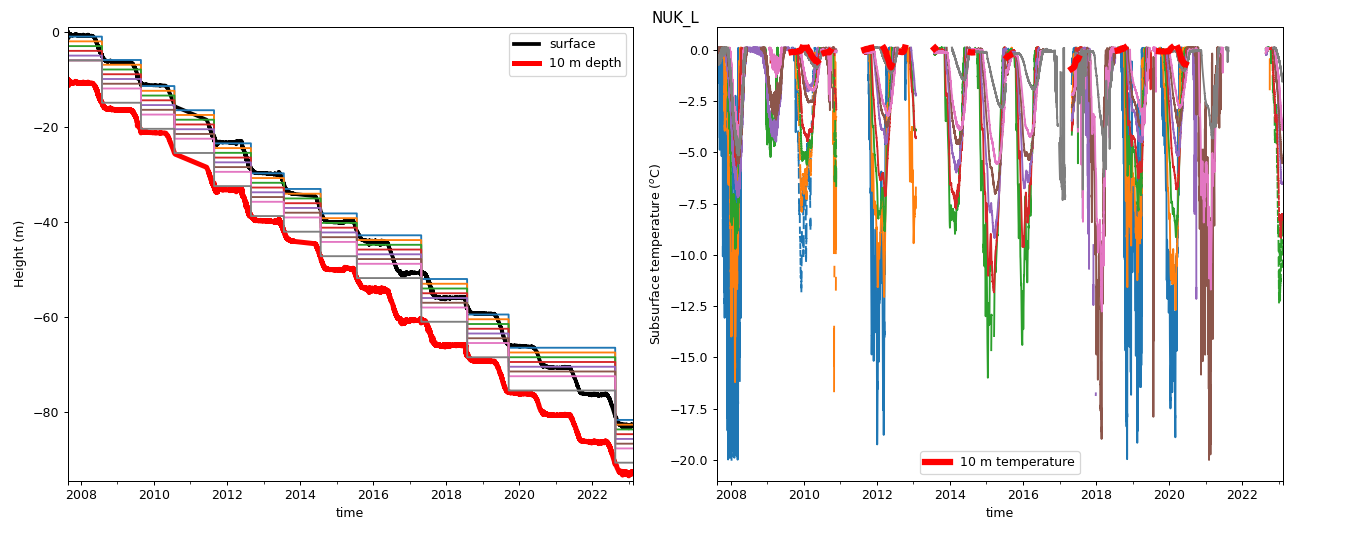 NUK_L
0
−20
−40
−60
−80
Height (m)
2008 2010 2012 2014 2016 2018 2020 2022
time
surface
10 m depth
0.0
−2.5
−5.0
−7.5
−10.0
−12.5
−15.0
−17.5
−20.0
Subsurface temperature (°C)
2008 2010 2012 2014 2016 2018 2020 2022
time
10 m temperature